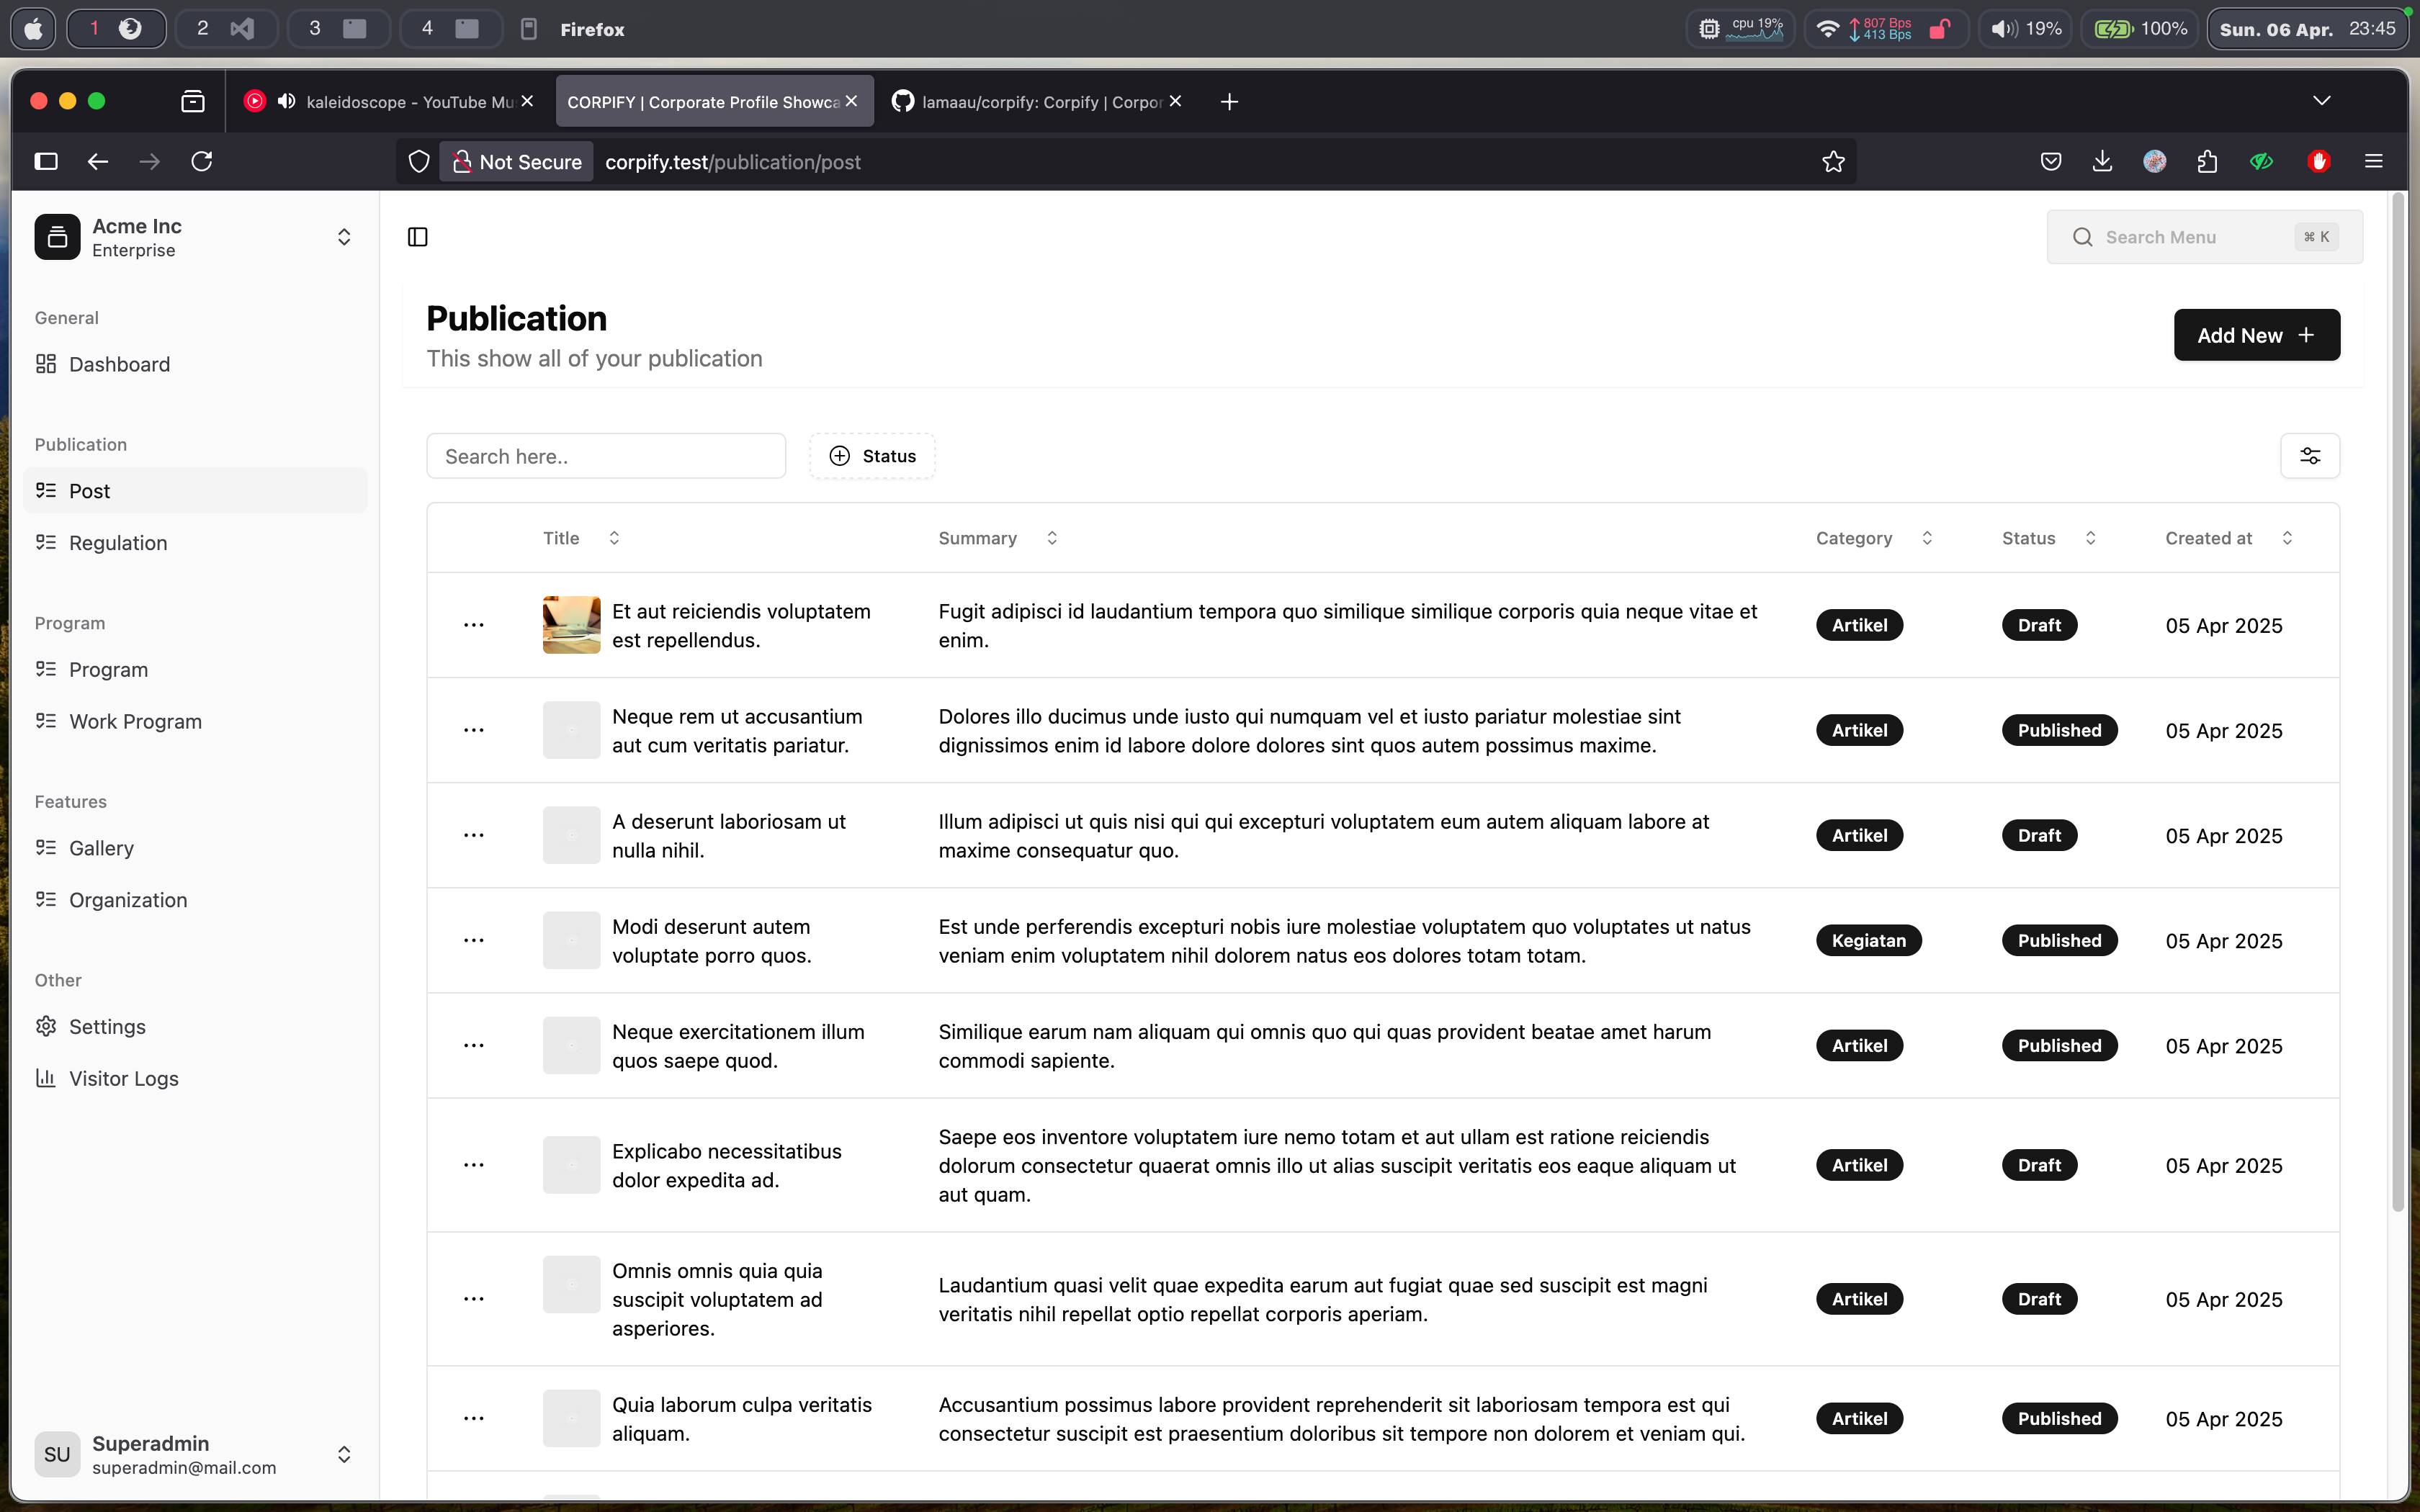 1
2
3
4
Firefox
cpu 19%
807 Bps
413 Bps
19%
100%
Sun. 06 Apr. 23:45
kaleidoscope - YouTube Mu
CORPIFY | Corporate Profile Showca
lamaau/corpify: Corpify | Corpor
Not Secure
corpify.test/publication/post
Acme Inc
Enterprise
Search Menu
⌘ K
General
Dashboard
Publication
Post
Regulation
Program
Program
Work Program
Features
Gallery
Organization
Other
Settings
Visitor Logs
SU
Superadmin
superadmin@mail.com
Publication
This show all of your publication
Add New
Search here..
Status
Title Summary Category Status Created at
Et aut reiciendis voluptatem
est repellendus.
Fugit adipisci id laudantium tempora quo similique similique corporis quia neque vitae et
enim.
Artikel
Draft
05 Apr 2025
Neque rem ut accusantium
aut cum veritatis pariatur.
Dolores illo ducimus unde iusto qui numquam vel et iusto pariatur molestiae sint
dignissimos enim id labore dolore dolores sint quos autem possimus maxime.
Artikel
Published
05 Apr 2025
A deserunt laboriosam ut
nulla nihil.
Illum adipisci ut quis nisi qui qui excepturi voluptatem eum autem aliquam labore at
maxime consequatur quo.
Artikel
Draft
05 Apr 2025
Modi deserunt autem
voluptate porro quos.
Est unde perferendis excepturi nobis iure molestiae voluptatem quo voluptates ut natus
veniam enim voluptatem nihil dolorem natus eos dolores totam totam.
Kegiatan
Published
05 Apr 2025
Neque exercitationem illum
quos saepe quod.
Similique earum nam aliquam qui omnis quo qui quas provident beatae amet harum
commodi sapiente.
Artikel
Published
05 Apr 2025
Explicabo necessitatibus
dolor expedita ad.
Saepe eos inventore voluptatem iure nemo totam et aut ullam est ratione reiciendis
dolorum consectetur quaerat omnis illo ut alias suscipit veritatis eos eaque aliquam ut
aut quam.
Artikel
Draft
05 Apr 2025
Omnis omnis quia quia
suscipit voluptatem ad
asperiores.
Laudantium quasi velit quae expedita earum aut fugiat quae sed suscipit est magni
veritatis nihil repellat optio repellat corporis aperiam.
Artikel
Draft
05 Apr 2025
Quia laborum culpa veritatis
aliquam.
Accusantium possimus labore provident reprehenderit sit laboriosam tempora est qui
consectetur suscipit est praesentium doloribus sit tempore non dolorem et veniam qui.
Artikel
Published
05 Apr 2025